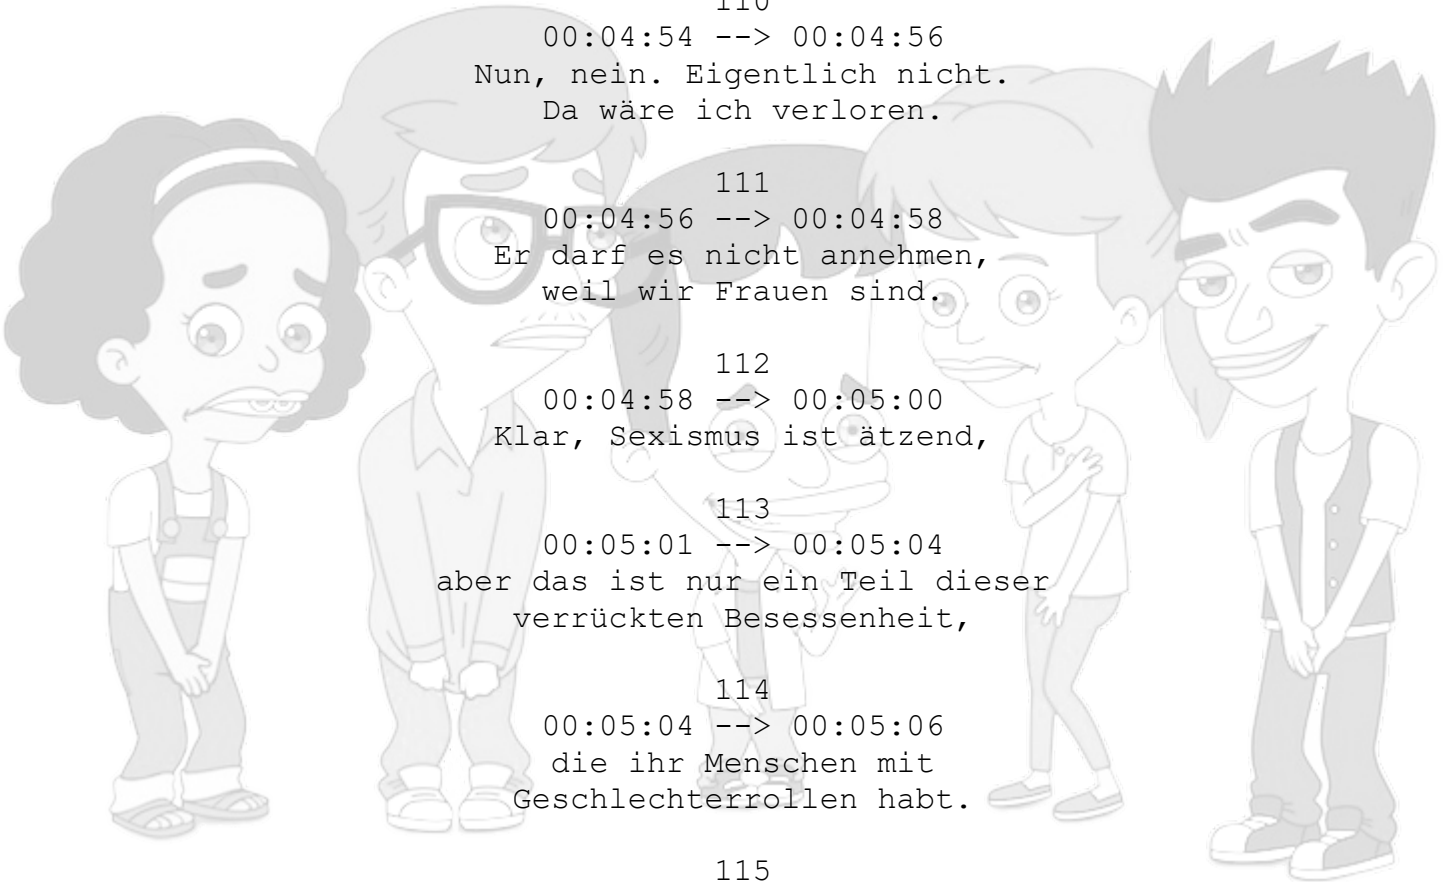 110
00:04:54 --> 00:04:56
Nun, nein. Eigentlich nicht.
Da wäre ich verloren.
111
00:04:56 --> 00:04:58
Er darf es nicht annehmen,
weil wir Frauen sind.
112
00:04:58 --> 00:05:00
Klar, Sexismus ist ätzend,
113
00:05:01 --> 00:05:04
aber das ist nur ein Teil dieser
verrückten Besessenheit,
114
00:05:04 --> 00:05:06
die ihr Menschen mit
Geschlechterrollen habt.
115